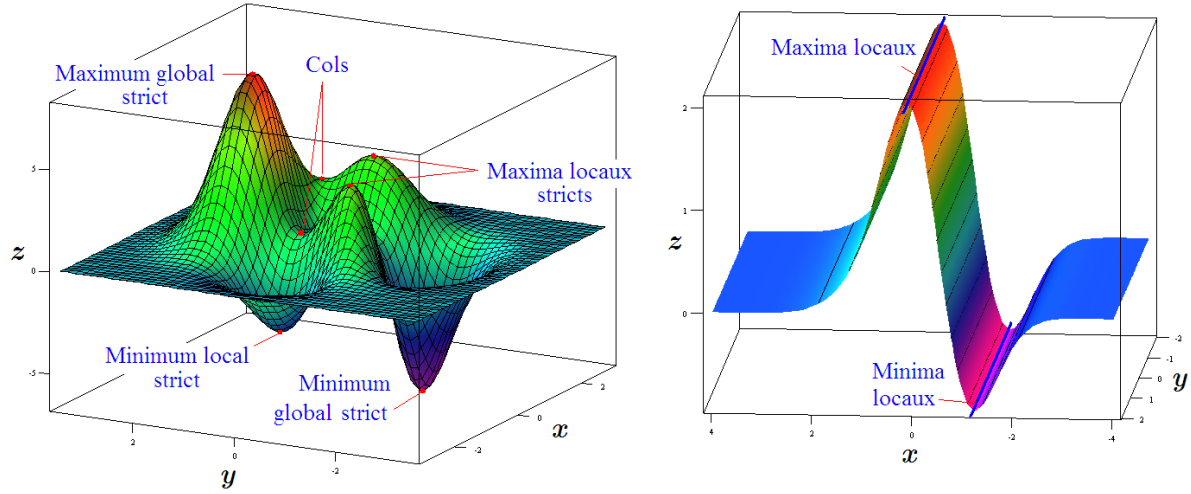 Maximum global
strict
Cols
Maxima locaux
stricts
Minimum local
strict
Minimum
global strict
z
5
0
-5
2
0
-2
y
-2
0
2
x
Maxima locaux
Minima
locaux
z
2
1
0
4
2
0
-2
-4
x
-2
-1
0
1
2
y